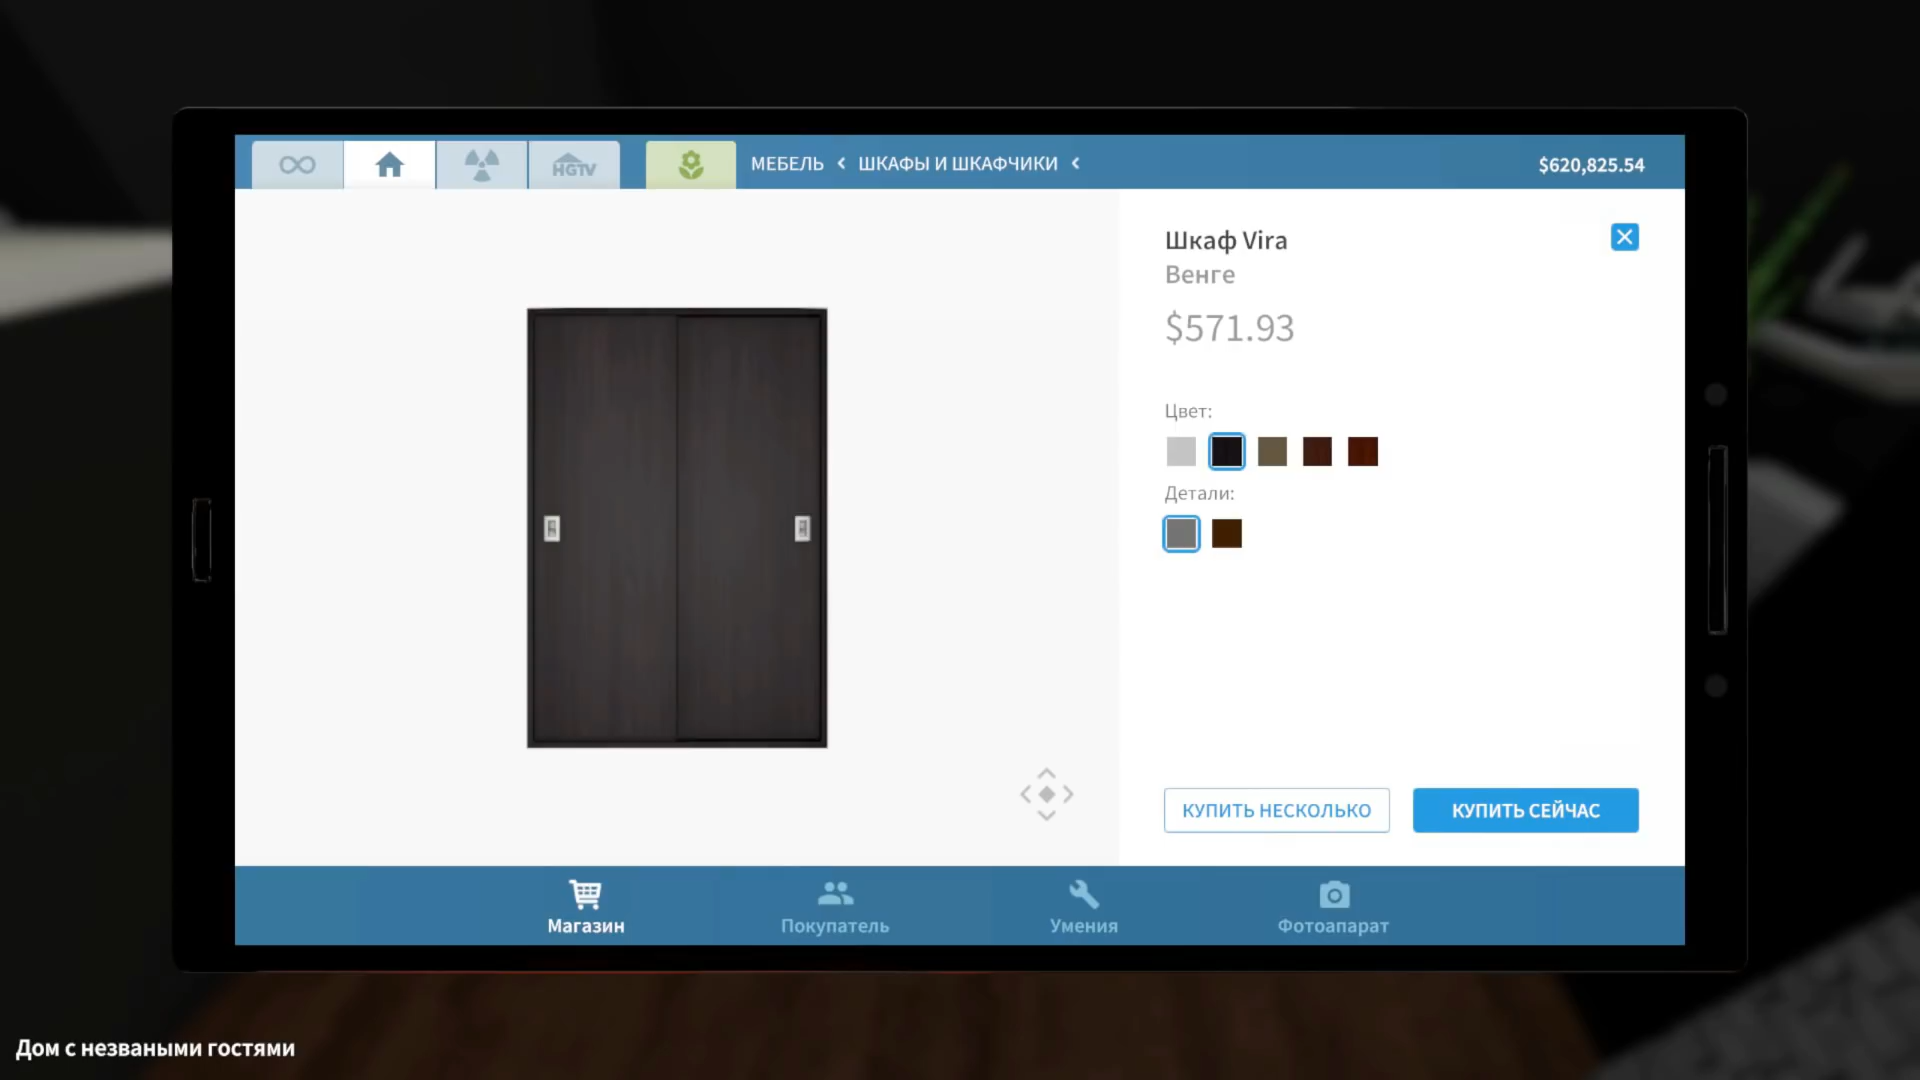 HGTV
МЕБЕЛЬ < ШКАФЫ И ШКАФЧИКИ <
$620,825.54
Шкаф Vira
Венге
$571.93
Цвет:
Детали:
КУПИТЬ НЕСКОЛЬКО
КУПИТЬ СЕЙЧАС
Магазин
Покупатель
Умения
Фотоапарат
Дом с незваными гостями